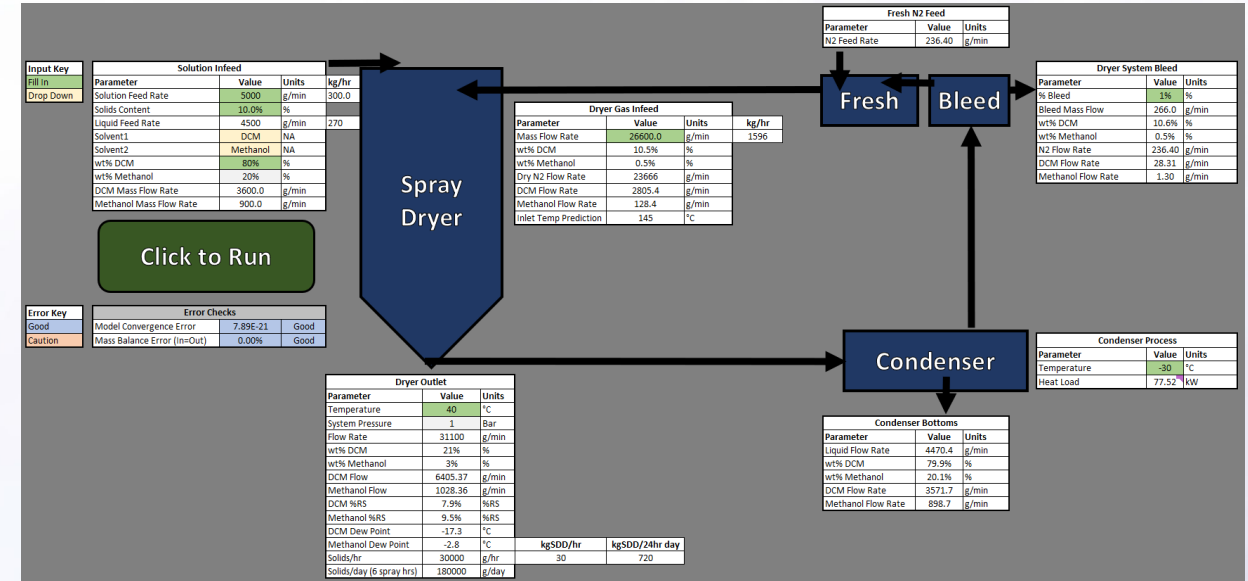 Fresh N2 Feed
Parameter Value Units
N2 Feed Rate 236.40 g/min
Input Key
Fill In
Drop Down
Solution Infeed
Parameter Value Units kg/hr
Solution Feed Rate 5000 g/min 300.0
Solids Content 10.0% %
Liquid Feed Rate 4500 g/min 270
Solvent1 DCM NA
Solvent2 Methanol NA
wt% DCM 80% %
wt% Methanol 20% %
DCM Mass Flow Rate 3600.0 g/min
Methanol Mass Flow Rate 900.0 g/min
Click to Run
Error Key
Good
Caution
Error Checks
Model Convergence Error 7.89E-21 Good
Mass Balance Error (In=Out) 0.00% Good
Spray
Dryer
Dryer Gas Infeed
Parameter Value Units kg/hr
Mass Flow Rate 26600.0 g/min 1596
wt% DCM 10.5% %
wt% Methanol 0.5% %
Dry N2 Flow Rate 23666 g/min
DCM Flow Rate 2805.4 g/min
Methanol Flow Rate 128.4 g/min
Inlet Temp Prediction 145 °C
Fresh
Bleed
Dryer System Bleed
Parameter Value Units
% Bleed 1% %
Bleed Mass Flow 266.0 g/min
wt% DCM 10.6% %
wt% Methanol 0.5% %
N2 Flow Rate 236.40 g/min
DCM Flow Rate 28.31 g/min
Methanol Flow Rate 1.30 g/min
Condenser
Condenser Process
Parameter Value Units
Temperature -30 °C
Heat Load 77.52 kW
Dryer Outlet
Parameter Value Units
Temperature 40 °C
System Pressure 1 Bar
Flow Rate 31100 g/min
wt% DCM 21% %
wt% Methanol 3% %
DCM Flow 6405.37 g/min
Methanol Flow 1028.36 g/min
DCM %RS 7.9% %RS
Methanol %RS 9.5% %RS
DCM Dew Point -17.3 °C
Methanol Dew Point -2.8 °C kgSDD/hr kgSDD/24hr day
Solids/hr 30000 g/hr 30 720
Solids/day (6 spray hrs) 180000 g/day
Condenser Bottoms
Parameter Value Units
Liquid Flow Rate 4470.4 g/min
wt% DCM 79.9% %
wt% Methanol 20.1% %
DCM Flow Rate 3571.7 g/min
Methanol Flow Rate 898.7 g/min